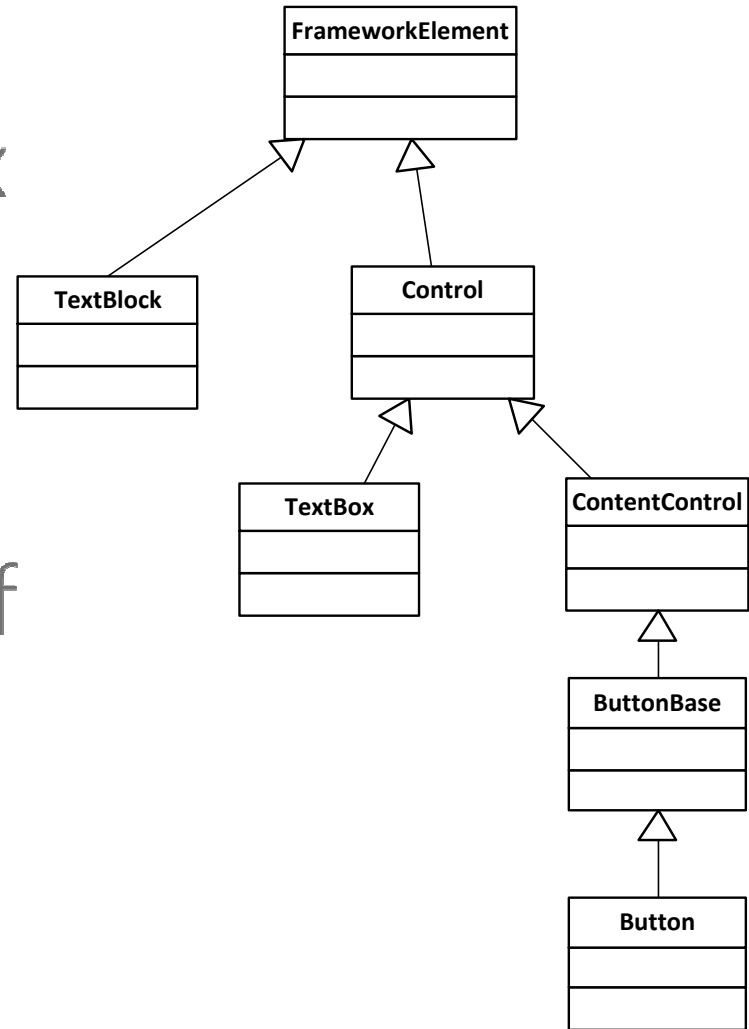 FrameworkElement
x
TextBlock
Control
TextBox
ContentControl
f
ButtonBase
Button